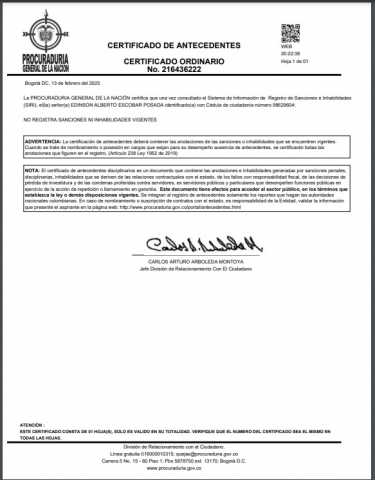 PROCURADURIA
GENERAL DE LA NACION
CERTIFICADO DE ANTECEDENTES
CERTIFICADO ORDINARIO
No. 216436222
WEB
20:22:38
Hoja 1 de 01
Bogotá DC, 13 de febrero del 2023
La PROCURADURIA GENERAL DE LA NACIÓN certifica que una vez consultado el Sistema de Información de Registro de Sanciones e Inhabilidades
(SIRI), el(la) señor(a) EDINSON ALBERTO ESCOBAR POSADA identificado(a) con Cédula de ciudadanía número 98629904:
NO REGISTRA SANCIONES NI INHABILIDADES VIGENTES
ADVERTENCIA: La certificación de antecedentes deberá contener las anotaciones de las sanciones o inhabilidades que se encuentren vigentes.
Cuando se trate de nombramiento o posesión en cargos que exijan para su desempeño ausencia de antecedentes, se certificarán todas las
anotaciones que figuren en el registro. (Artículo 238 Ley 1952 de 2019)
NOTA: El certificado de antecedentes disciplinarios es un documento que contiene las anotaciones e inhabilidades generadas por sanciones penales,
disciplinarias, inhabilidades que se deriven de las relaciones contractuales con el estado, de los fallos con responsabilidad fiscal, de las decisiones de
pérdida de investidura y de las condenas proferidas contra servidores, ex servidores públicos y particulares que desempeñen funciones públicas en
ejercicio de la acción de repetición o llamamiento en garantía. Este documento tiene efectos para acceder al sector público, en los términos que
establezca la ley o demás disposiciones vigentes. Se integran al registro de antecedentes solamente los reportes que hagan las autoridades
nacionales colombianas. En caso de nombramiento o suscripción de contratos con el estado, es responsabilidad de la Entidad, validar la información
que presente el aspirante en la página web: http://www.procuraduria.gov.co/portal/antecedentes.html
CARLOS ARTURO ARBOLEDA MONTOYA
Jefe División de Relacionamiento Con El Ciudadano
ATENCIÓN :
ESTE CERTIFICADO CONSTA DE 01 HOJA(S), SOLO ES VALIDO EN SU TOTALIDAD. VERIFIQUE QUE EL NUMERO DEL CERTIFICADO SEA EL MISMO EN
TODAS LAS HOJAS.
División de Relacionamiento con el Ciudadano.
Línea gratuita 018000910315; quejas@procuraduria.gov.co
Carrera 5 No. 15 - 60 Piso 1; Pbx 5878750 ext. 13170; Bogotá D.C.
www.procuraduria.gov.co